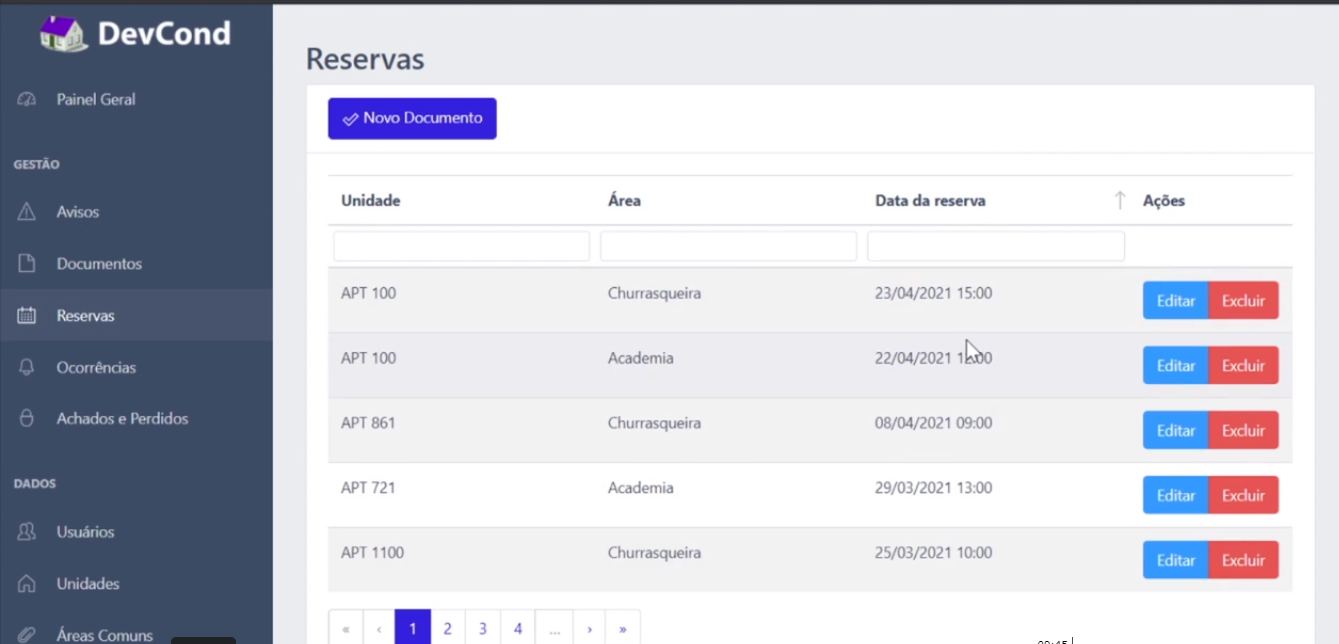 DevCond
Painel Geral
GESTÃO
Avisos
Documentos
Reservas
Ocorrências
Achados e Perdidos
DADOS
Usuários
Unidades
Áreas Comuns
Reservas
Novo Documento
Unidade Área Data da reserva Ações
APT 100 Churrasqueira 23/04/2021 15:00 Editar Excluir
APT 100 Academia 22/04/2021 Editar Excluir
APT 861 Churrasqueira 08/04/2021 09:00 Editar Excluir
APT 721 Academia 29/03/2021 13:00 Editar Excluir
APT 1100 Churrasqueira 25/03/2021 10:00 Editar Excluir
« ‹ 1 2 3 4 ... › »